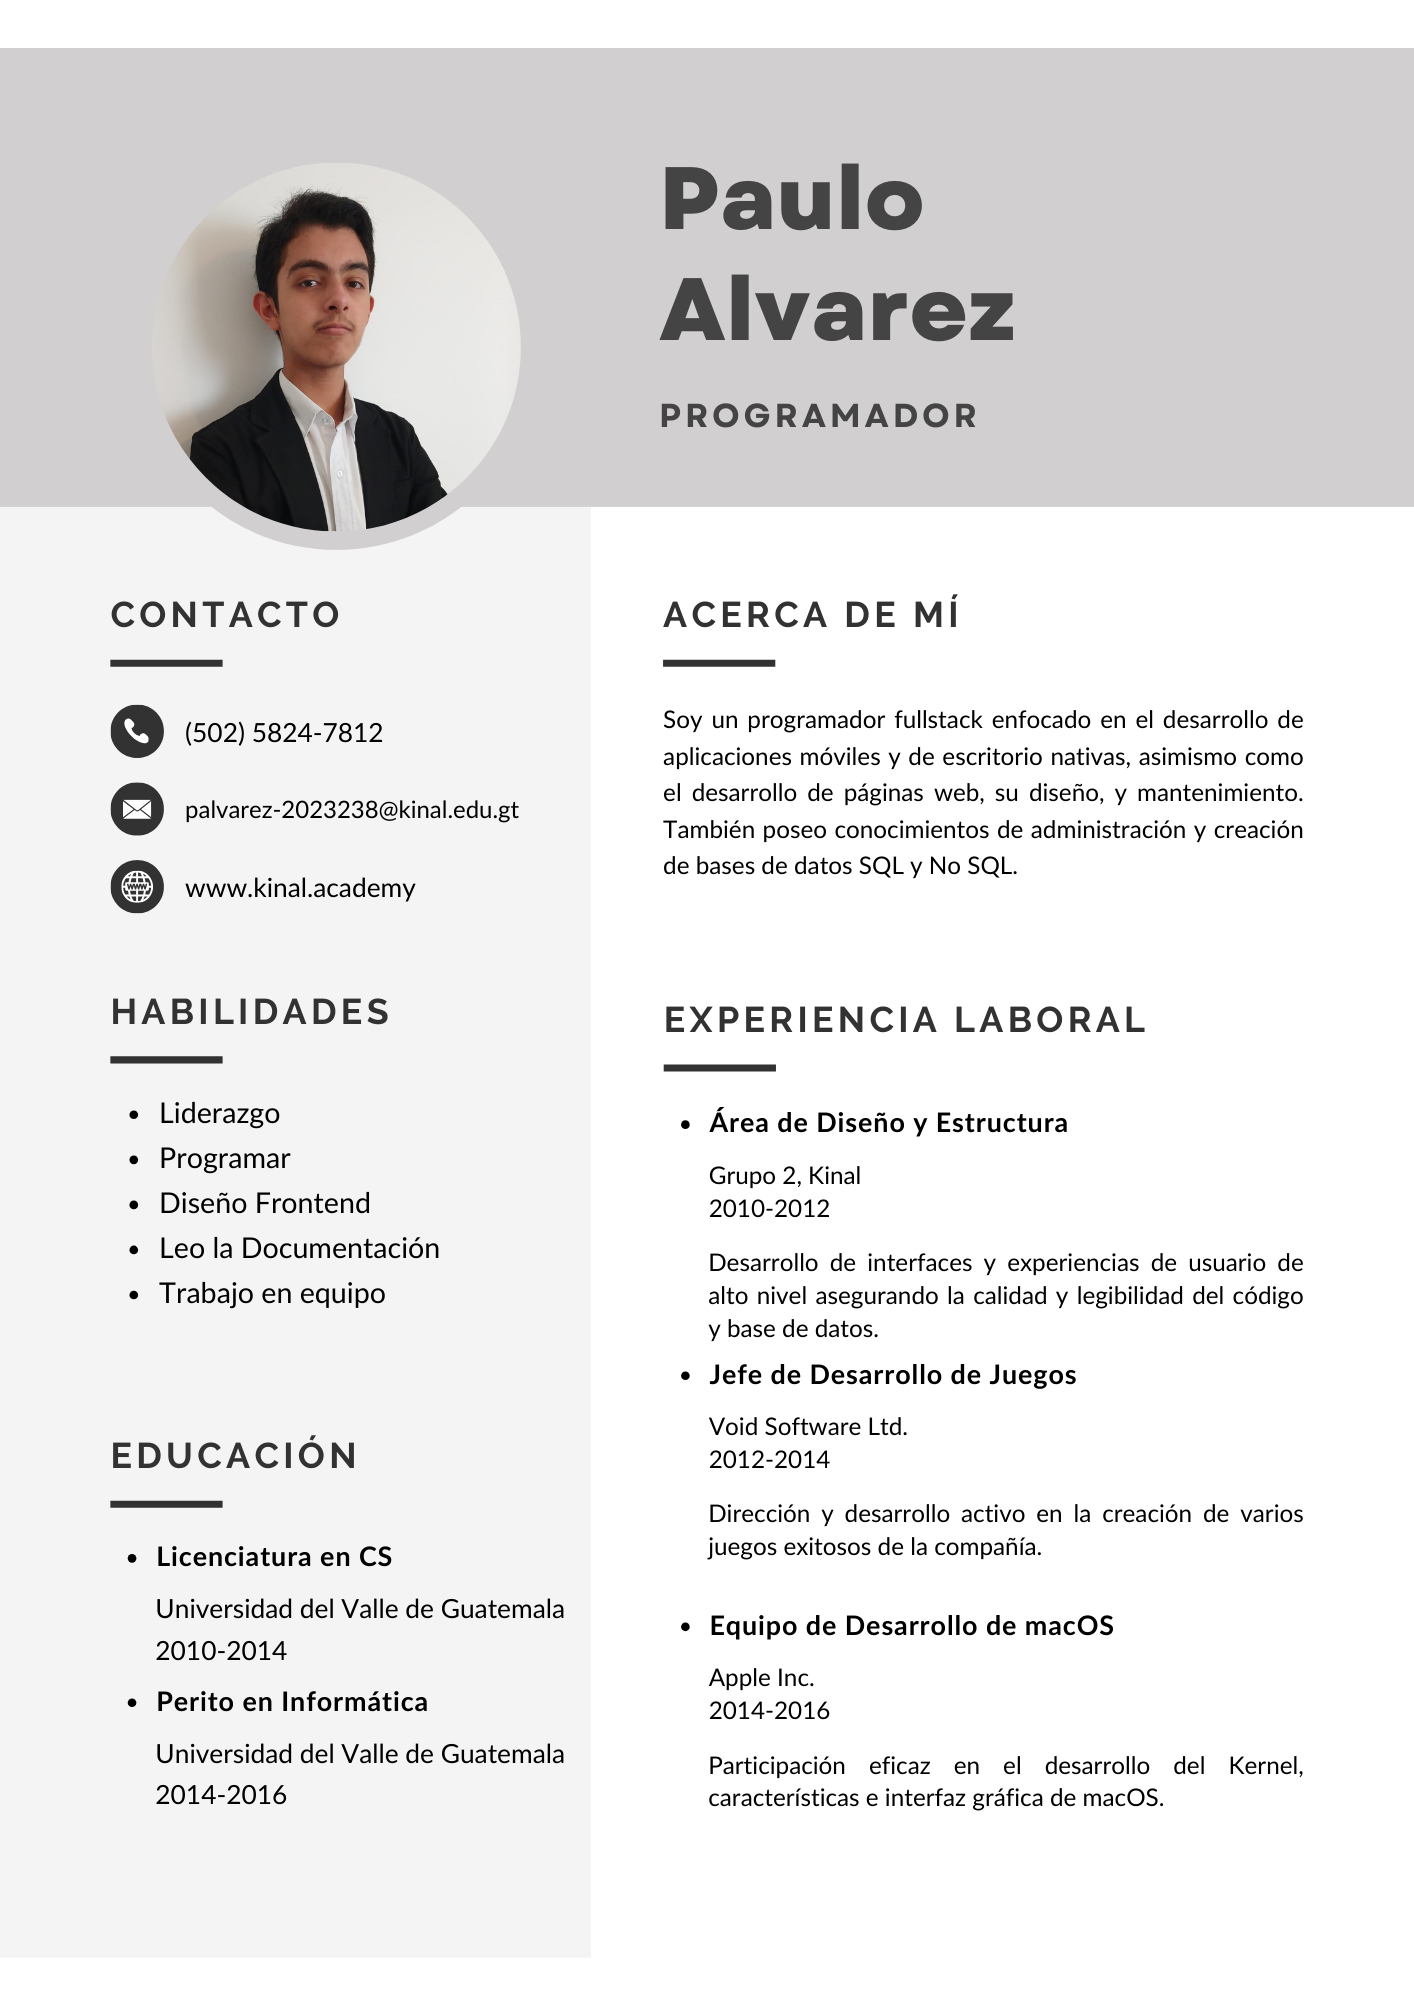 Paulo
Alvarez
PROGRAMADOR
CONTACTO
(502) 5824-7812
palvarez-2023238@kinal.edu.gt
www.kinal.academy
HABILIDADES
• Liderazgo
• Programar
• Diseño Frontend
• Leo la Documentación
• Trabajo en equipo
EDUCACIÓN
• Licenciatura en CS
Universidad del Valle de Guatemala
2010-2014
• Perito en Informática
Universidad del Valle de Guatemala
2014-2016
ACERCA DE MÍ
Soy un programador fullstack enfocado en el desarrollo de
aplicaciones móviles y de escritorio nativas, asimismo como
el desarrollo de páginas web, su diseño, y mantenimiento.
También poseo conocimientos de administración y creación
de bases de datos SQL y No SQL.
EXPERIENCIA LABORAL
• Área de Diseño y Estructura
Grupo 2, Kinal
2010-2012
Desarrollo de interfaces y experiencias de usuario de
alto nivel asegurando la calidad y legibilidad del código
y base de datos.
• Jefe de Desarrollo de Juegos
Void Software Ltd.
2012-2014
Dirección y desarrollo activo en la creación de varios
juegos exitosos de la compañía.
• Equipo de Desarrollo de macOS
Apple Inc.
2014-2016
Participación eficaz en el desarrollo del Kernel,
características e interfaz gráfica de macOS.